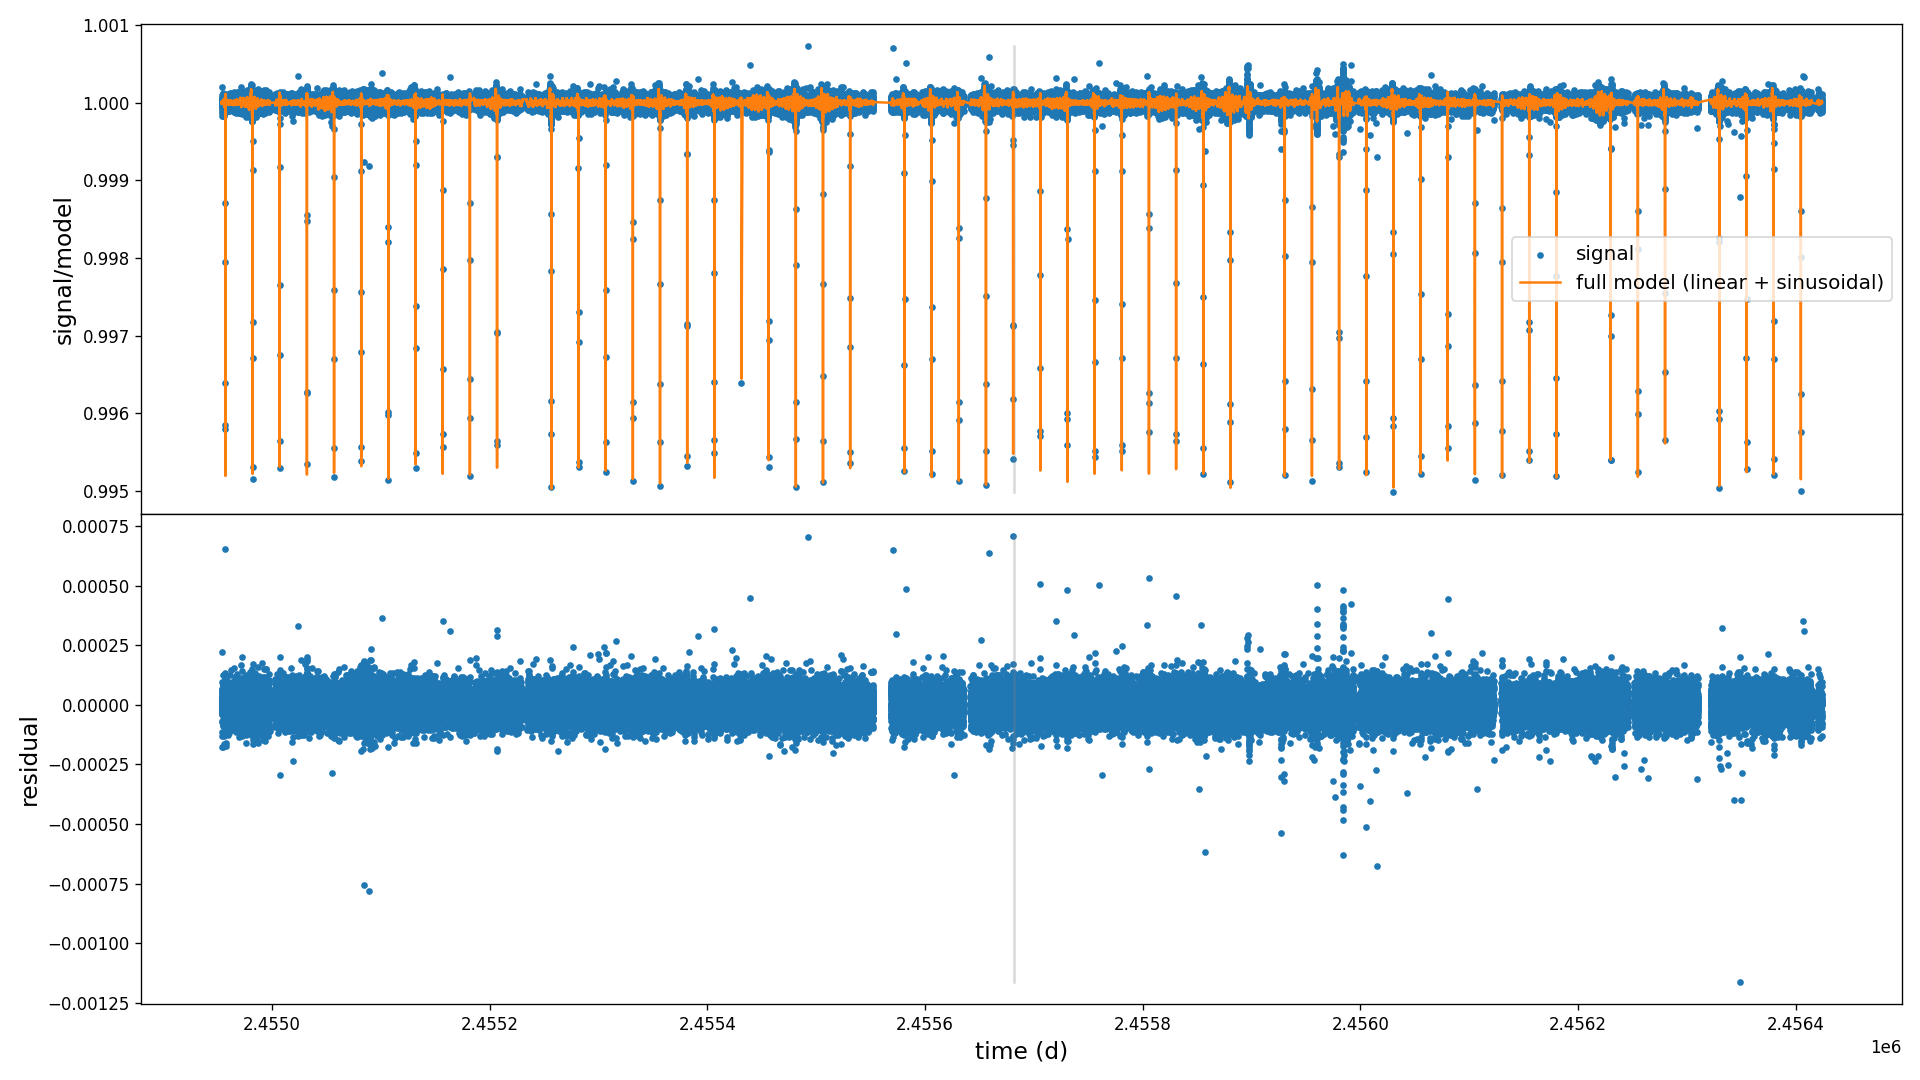 1.001
1.000
0.999
0.998
0.997
0.996
0.995
signal/model
signal
full model (linear + sinusoidal)
0.00075
0.00050
0.00025
0.00000
−0.00025
−0.00050
−0.00075
−0.00100
−0.00125
residual
2.4550 2.4552 2.4554 2.4556 2.4558 2.4560 2.4562 2.4564
1e6
time (d)